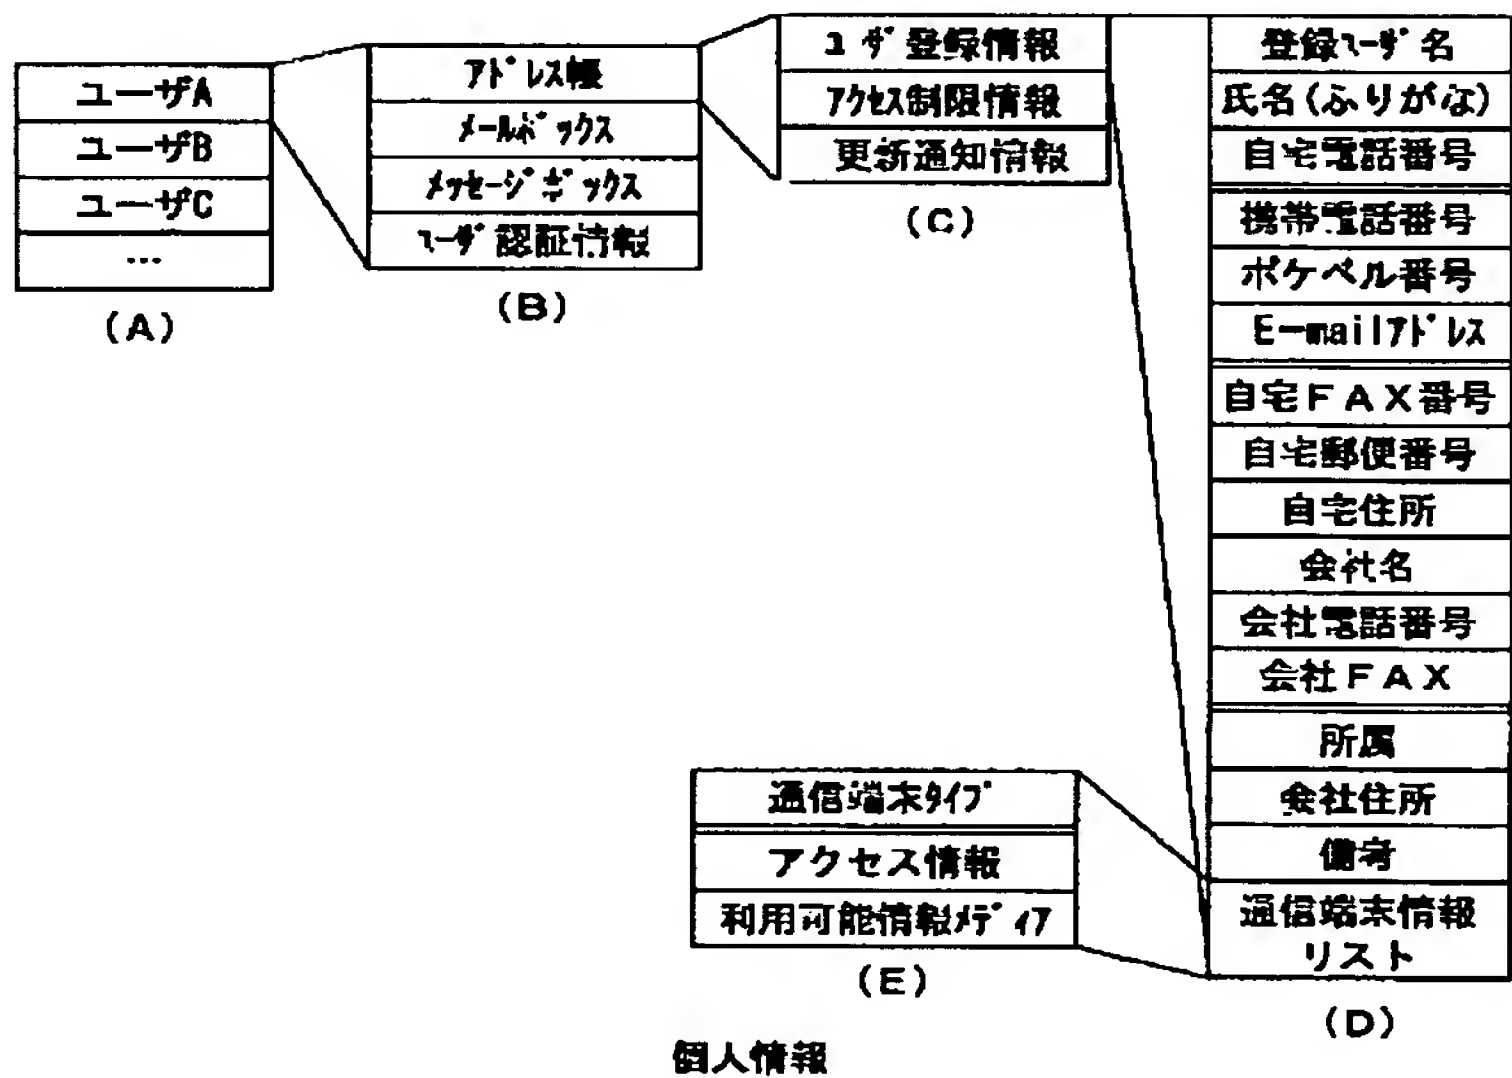 ユーザA
ユーザB
ユーザC
…
(A)
アドレス帳
メールボックス
メッセージボックス
ユーザ認証情報
(B)
ユーザ登録情報
アクセス制限情報
更新通知情報
(C)
登録ユーザ名
氏名(ふりがな)
自宅電話番号
携帯電話番号
ポケベル番号
E-mailアドレス
自宅FAX番号
自宅郵便番号
自宅住所
会社名
会社電話番号
会社FAX
所属
会社住所
備考
通信端末情報
リスト
(D)
通信端末タイプ
アクセス情報
利用可能情報メディア
(E)
個人情報